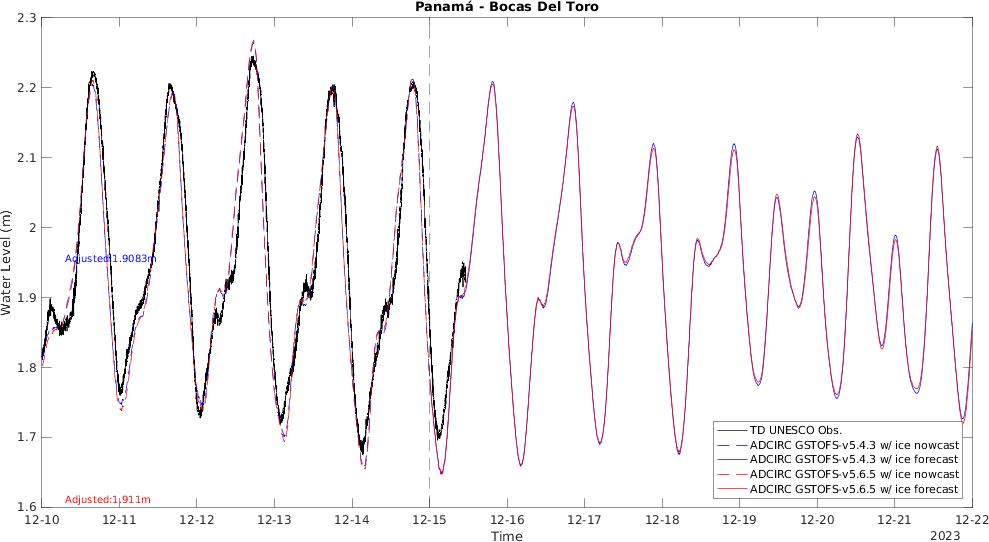 Panamá - Bocas Del Toro
2.3
2.2
2.1
2
1.9
1.8
1.7
1.6
Water Level (m)
Adjusted:1.9083m
Adjusted:1.911m
TD UNESCO Obs.
ADCIRC GSTOFS-v5.4.3 w/ ice nowcast
ADCIRC GSTOFS-v5.4.3 w/ ice forecast
ADCIRC GSTOFS-v5.6.5 w/ ice nowcast
ADCIRC GSTOFS-v5.6.5 w/ ice forecast
12-10 12-11 12-12 12-13 12-14 12-15 12-16 12-17 12-18 12-19 12-20 12-21 12-22
Time
2023